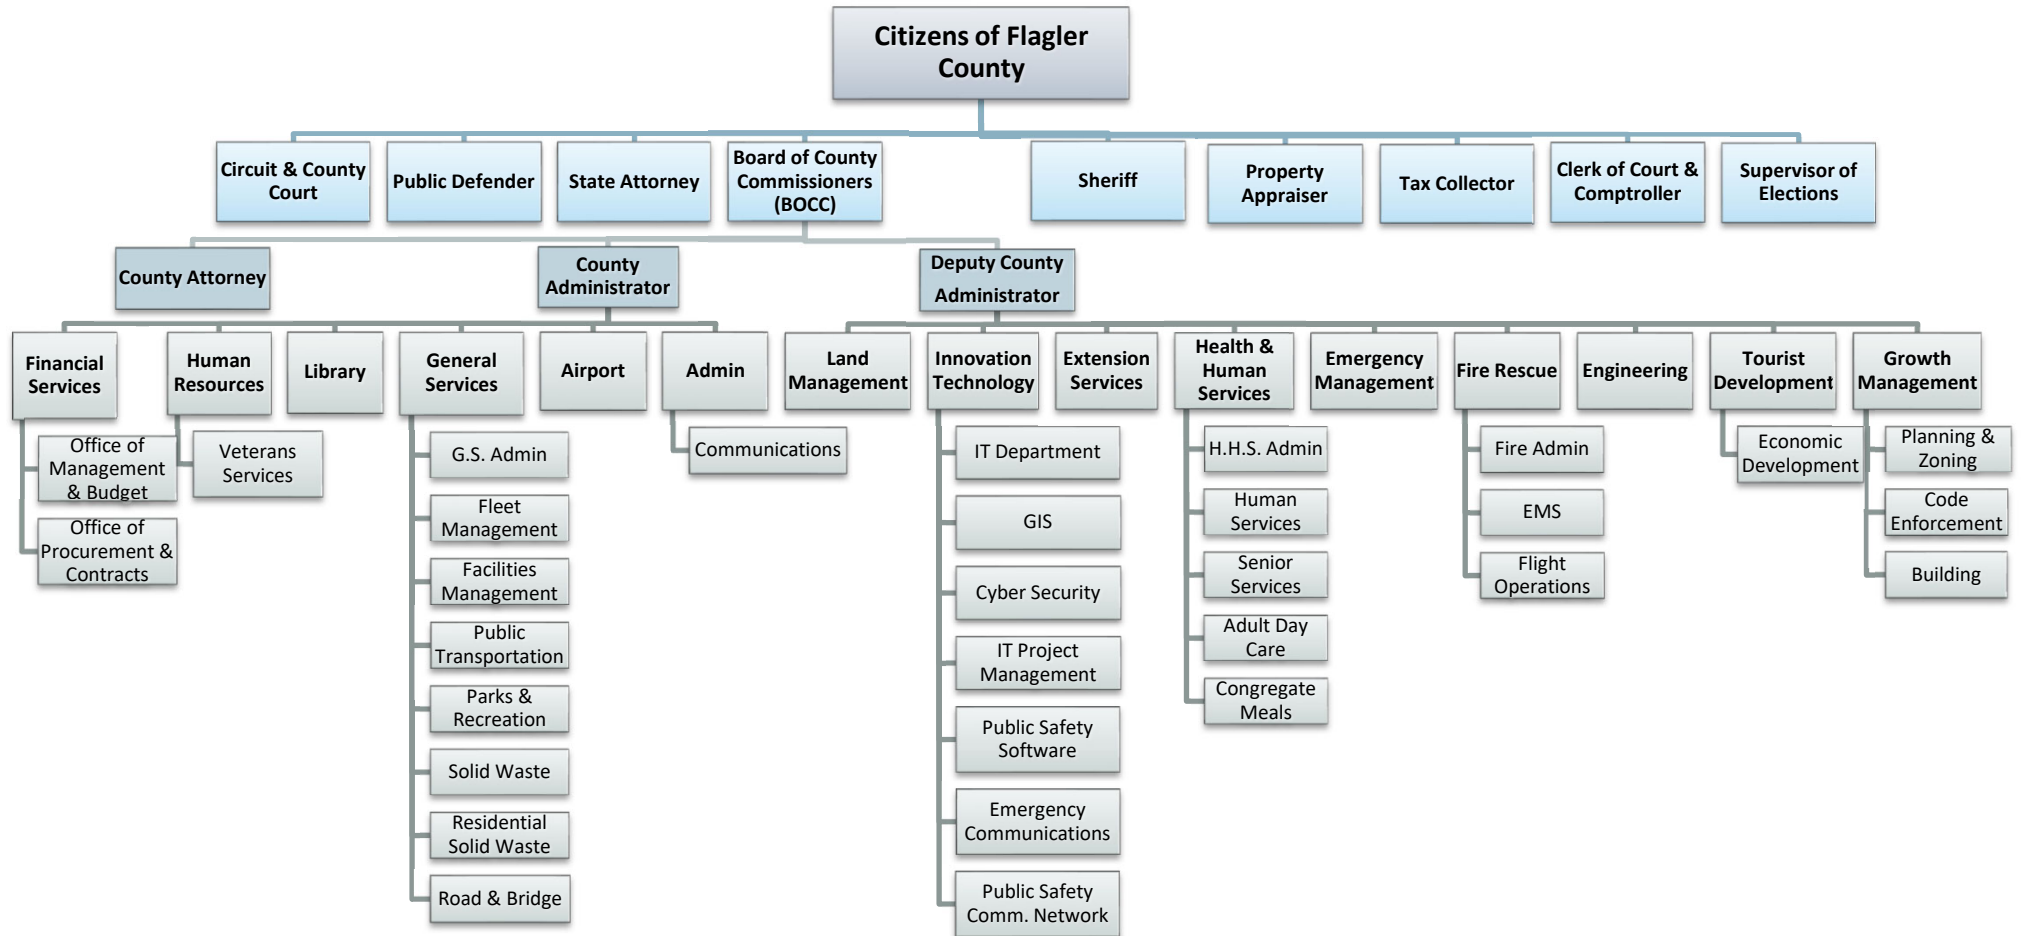 Citizens of Flagler
County
Circuit & County
Court
Public Defender
State Attorney
Board of County
Commissioners
(BOCC)
Sheriff
Property
Appraiser
Tax Collector
Clerk of Court &
Comptroller
Supervisor of
Elections
County Attorney
County
Administrator
Deputy County
Administrator
Financial
Services
Human
Resources
Library
General
Services
Airport
Admin
Land
Management
Innovation
Technology
Extension
Services
Health &
Human
Services
Emergency
Management
Fire Rescue
Engineering
Tourist
Development
Growth
Management
Office of
Management
& Budget
Office of
Procurement &
Contracts
Veterans
Services
G.S. Admin
Fleet
Management
Facilities
Management
Public
Transportation
Parks &
Recreation
Solid Waste
Residential
Solid Waste
Road & Bridge
Communications
IT Department
GIS
Cyber Security
IT Project
Management
Public Safety
Software
Emergency
Communications
Public Safety
Comm. Network
H.H.S. Admin
Human
Services
Senior
Services
Adult Day
Care
Congregate
Meals
Fire Admin
EMS
Flight
Operations
Economic
Development
Planning &
Zoning
Code
Enforcement
Building